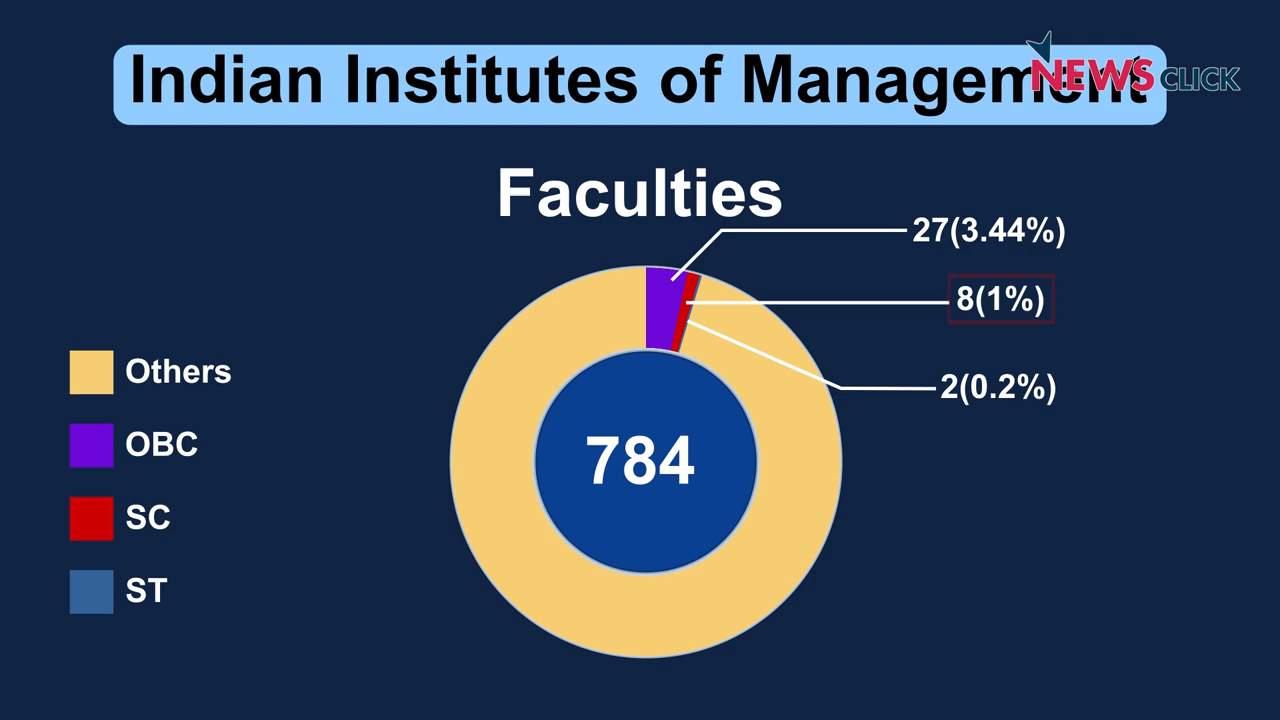 Indian Institutes of Management
NEWSCLICK
Faculties
27(3.44%)
8(1%)
2(0.2%)
784
Others
OBC
SC
ST